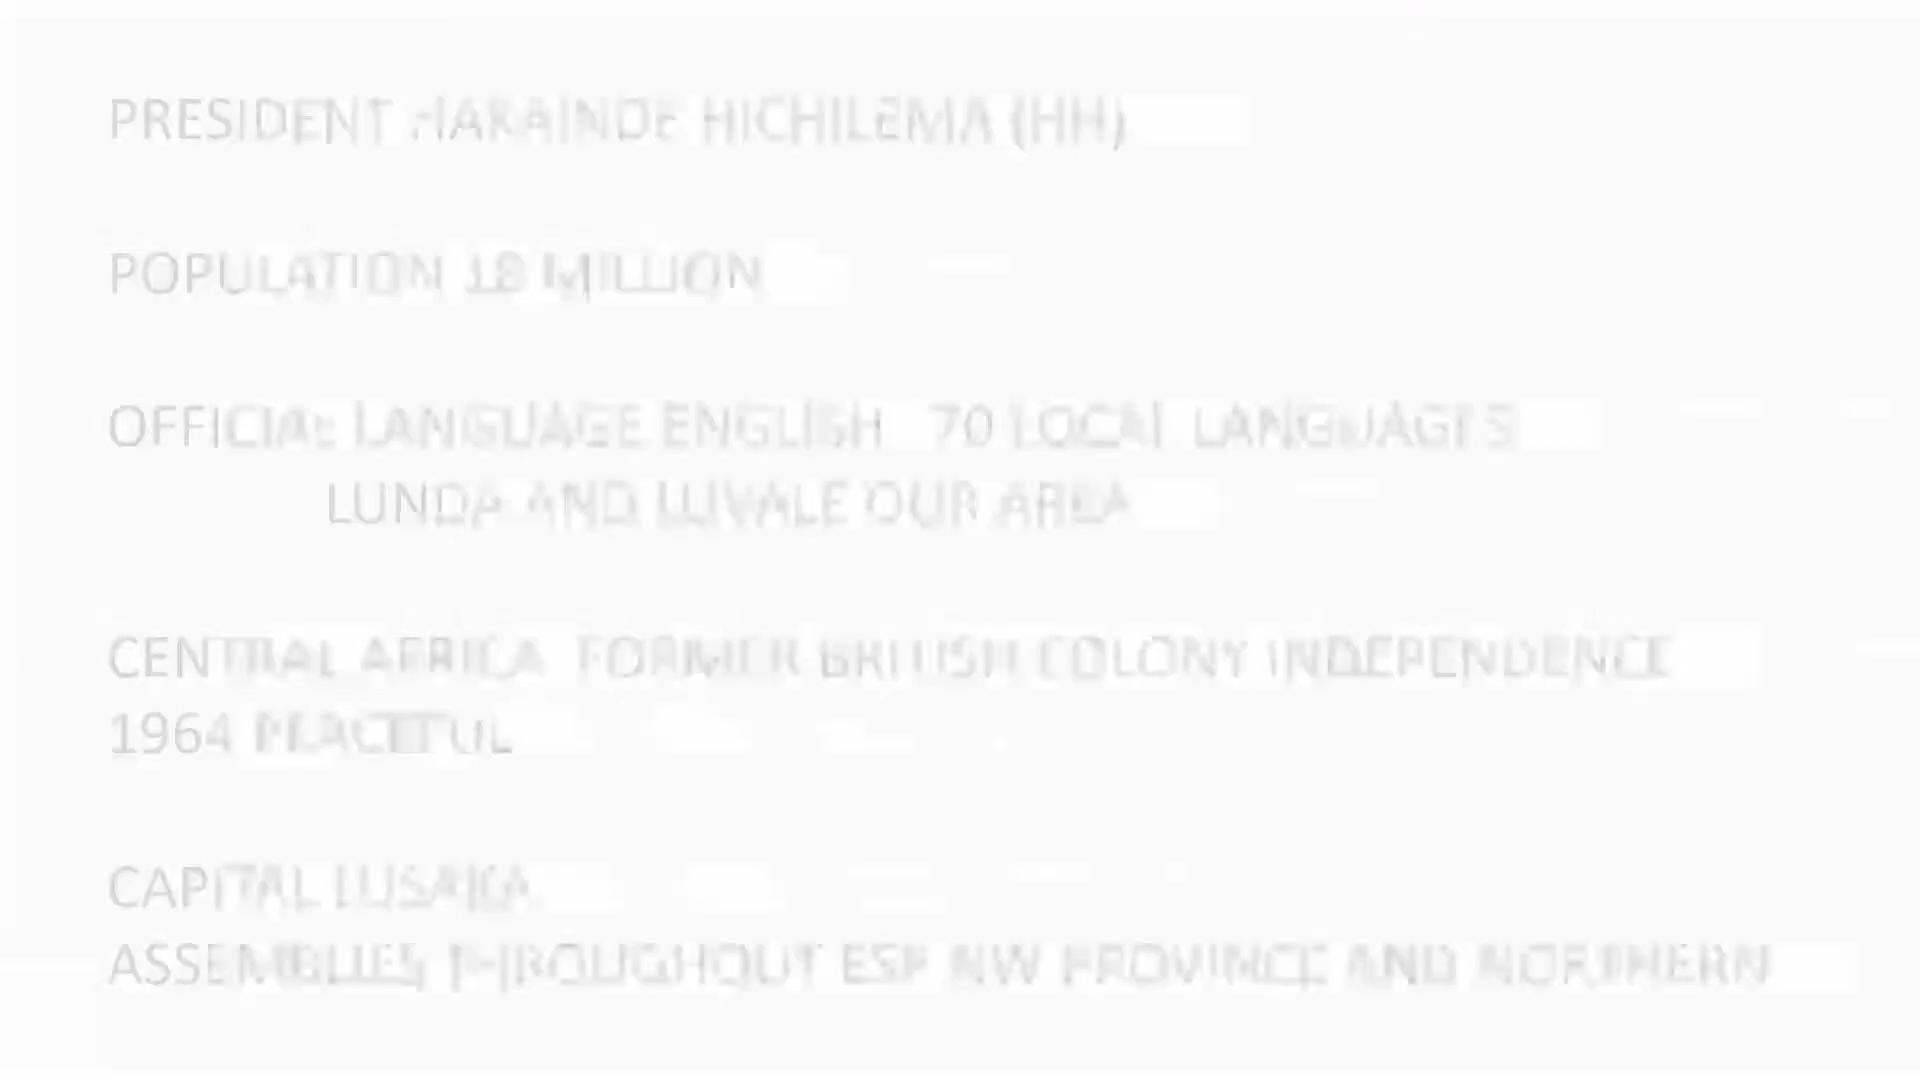 PRESIDENT HAKAINDE HICHILEMA (HH)
POPULATION 18 MILLION
OFFICIAL LANGUAGE ENGLISH 70 LOCAL LANGUAGES
LUNDA AND LUVALE OUR AREA
CENTRAL AFRICA FORMER BRITISH COLONY INDEPENDENCE
1964 PEACEFUL
CAPITAL LUSAKA
ASSEMBLIES THROUGHOUT ESP NW PROVINCE AND NORTHERN